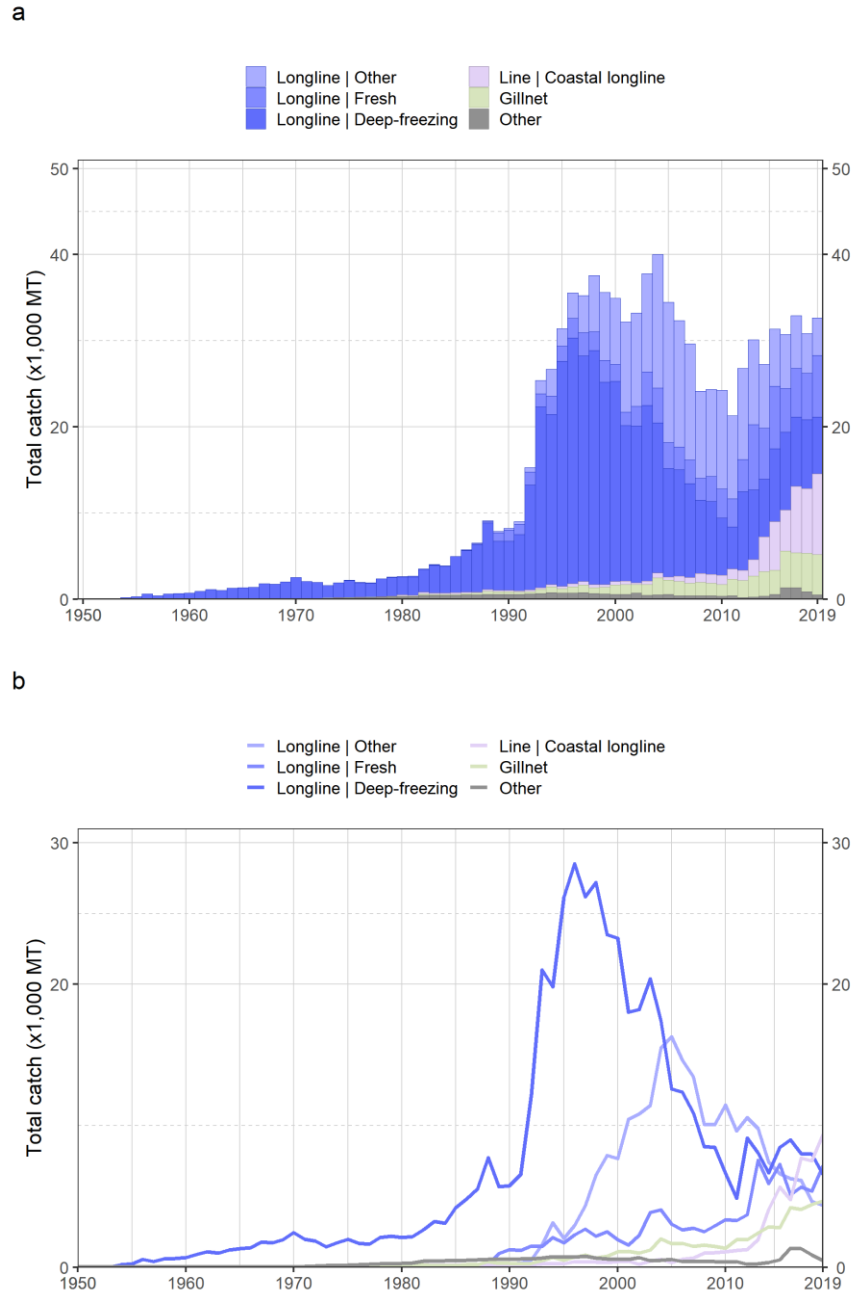 a
Longline | Other
Line | Coastal longline
Longline | Fresh
Gillnet
Longline | Deep-freezing
Other
Total catch (x1,000 MT)
50
50
40
40
20
20
0
0
1950
1960
1970
1980
1990
2000
2010
2019
b
Longline | Other
Line | Coastal longline
Longline | Fresh
Gillnet
Longline | Deep-freezing
Other
Total catch (x1,000 MT)
30
30
20
20
0
0
1950
1960
1970
1980
1990
2000
2010
2019